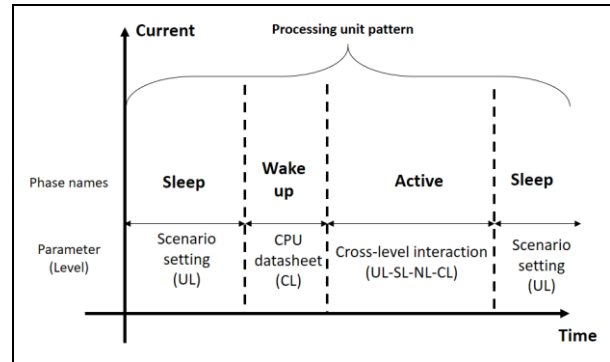 Current
Processing unit pattern
Phase names
Sleep
Wake
up
Active
Sleep
Parameter
(Level)
Scenario
setting
(UL)
CPU
datasheet
(CL)
Cross-level interaction
(UL-SL-NL-CL)
Scenario
setting
(UL)
Time